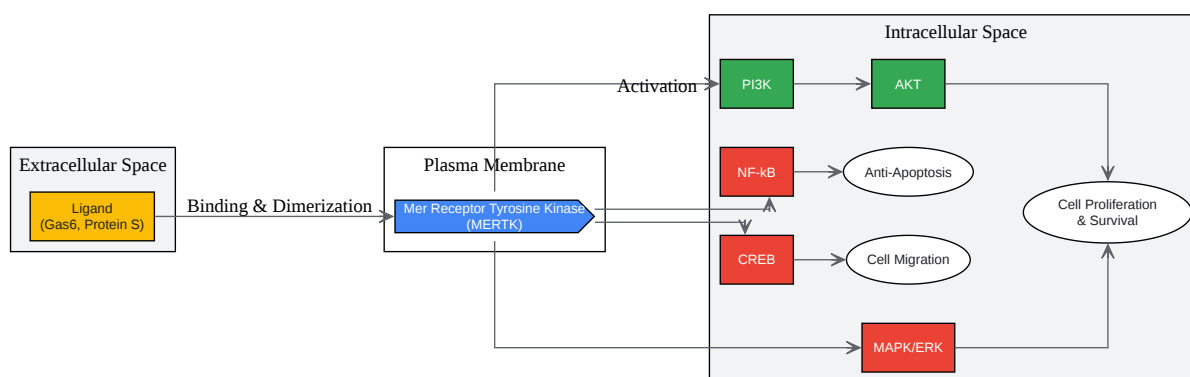 Extracellular Space
Ligand
(Gas6, Protein S)
Binding & Dimerization
Plasma Membrane
Mer Receptor Tyrosine Kinase
(MERTK)
Activation
Intracellular Space
PI3K
AKT
NF-kB
Anti-Apoptosis
Cell Proliferation
& Survival
CREB
Cell Migration
MAPK/ERK